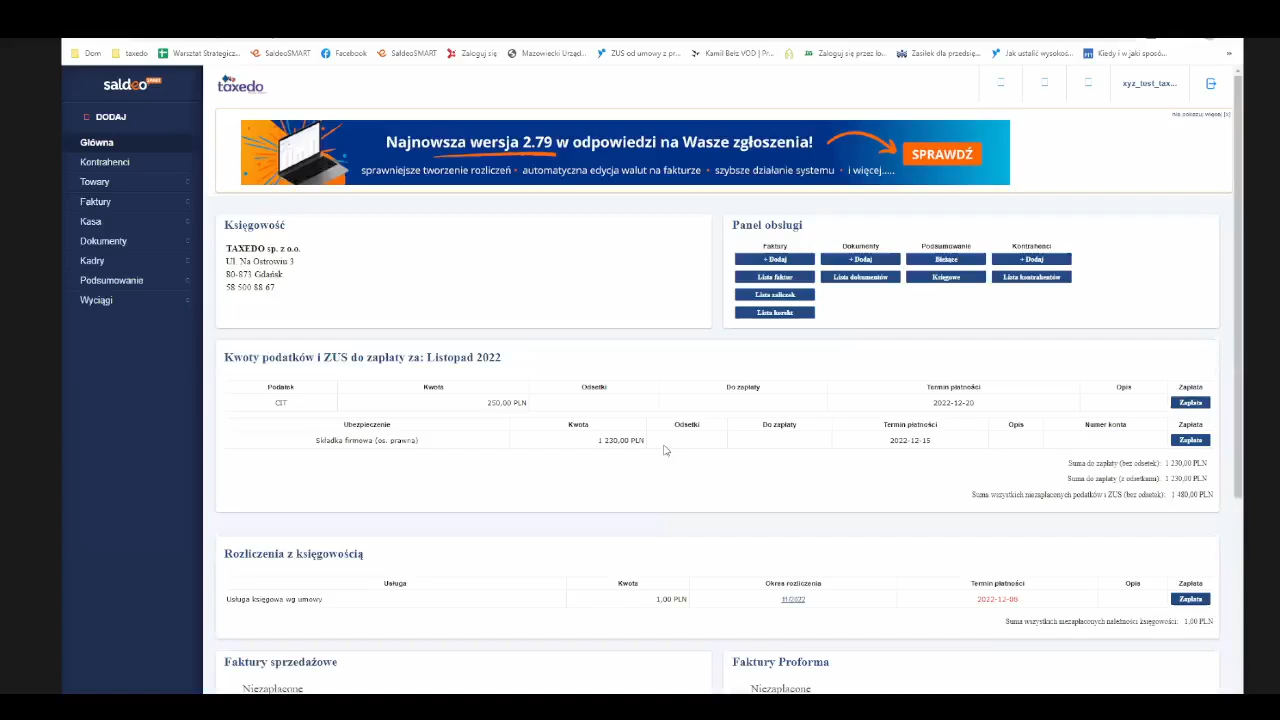 Dom taxedo Warsztat Strategicz... SaldeoSMART Facebook SaldeoSMART Zaloguj się Mazowiecki Urząd... ZUS od umowy z pr... Kamil Beiz VOD | Pr... Zaloguj się przez lo... Zasiłek dla przedsię... Jak ustalić wysokoś... Kiedy i w jaki sposó... »
saldeo SMART
taxedo
xyz_test_tax...
DODAJ
Główna
Kontrahenci
Towary
Faktury
Kasa
Dokumenty
Kadry
Podsumowanie
Wyciągi
nie pokazuj więcej [x]
Najnowsza wersja 2.79 w odpowiedzi na Wasze zgłoszenia!
sprawniejsze tworzenie rozliczeń • automatyczna edycja walut na fakturze • szybsze działanie systemu • i więcej.....
SPRAWDŹ
Księgowość
TAXEDO sp. z o.o.
Ul. Na Ostrowiu 3
80-873 Gdańsk
58 500 88 67
Panel obsługi
Faktury Dokumenty Podsumowanie Kontrahenci
+ Dodaj + Dodaj Bieżące + Dodaj
Lista faktur Lista dokumentów Księgowe Lista kontrahentów
Lista zaliczek
Lista korekt
Kwoty podatków i ZUS do zapłaty za: Listopad 2022
Podatek Kwota Odsetki Do zapłaty Termin płatności Opis Zapłata
CIT 250,00 PLN 2022-12-20 Zapłata
Ubezpieczenie Kwota Odsetki Do zapłaty Termin płatności Opis Numer konta Zapłata
Składka firmowa (os. prawna) 1 230,00 PLN 2022-12-15 Zapłata
Suma do zapłaty (bez odsetek): 1 230,00 PLN
Suma do zapłaty (z odsetkami): 1 230,00 PLN
Suma wszystkich niezapłaconych podatków i ZUS (bez odsetek): 1 480,00 PLN
Rozliczenia z księgowością
Usługa Kwota Okres rozliczenia Termin płatności Opis Zapłata
Usługa księgowa wg umowy 1,00 PLN 11/2022 2022-12-06 Zapłata
Suma wszystkich niezapłaconych należności księgowości: 1,00 PLN
Faktury sprzedażowe
Niezapłacone
Faktury Proforma
Niezapłacone